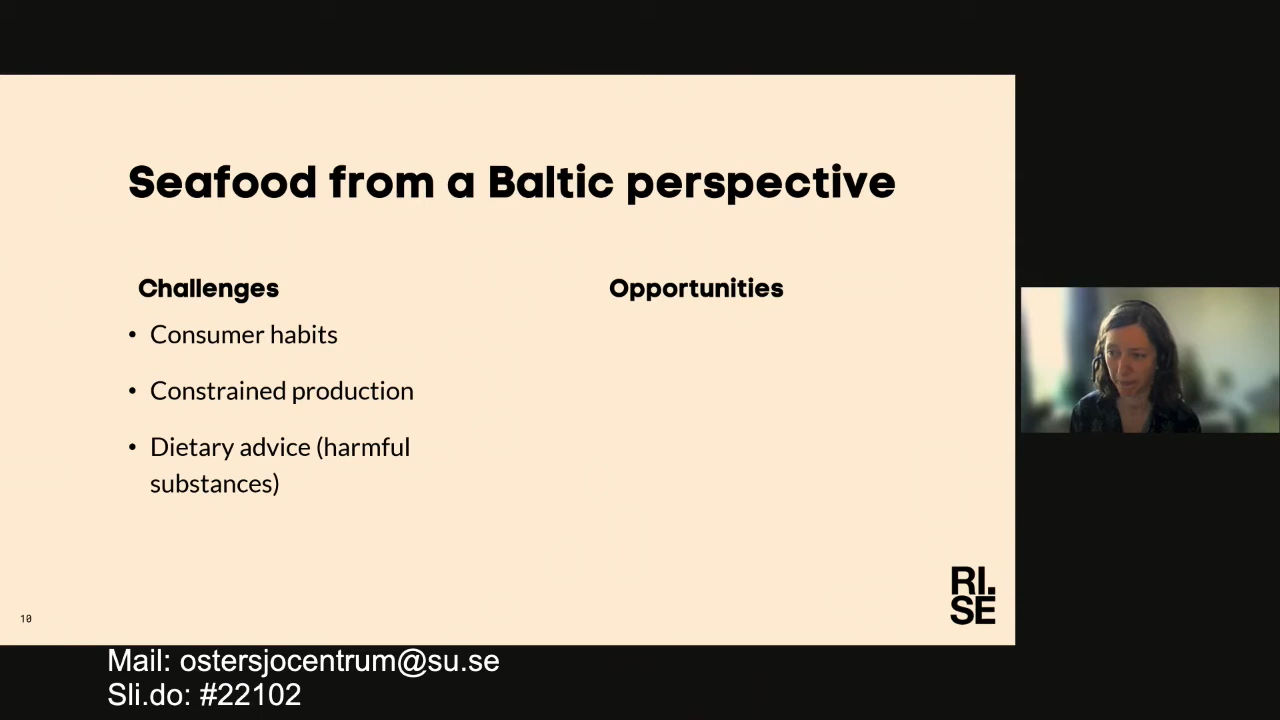 Seafood from a Baltic perspective
Challenges
• Consumer habits
• Constrained production
• Dietary advice (harmful
substances)
Opportunities
RI.
SE
10
Mail: ostersjocentrum@su.se
Sli.do: #22102